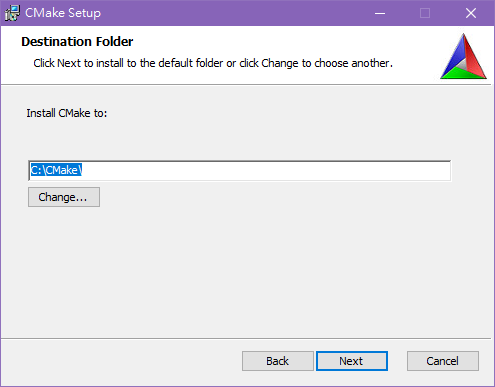 CMake Setup
Destination Folder
Click Next to install to the default folder or click Change to choose another.
Install CMake to:
C:\CMake\
Change...
Back
Next
Cancel